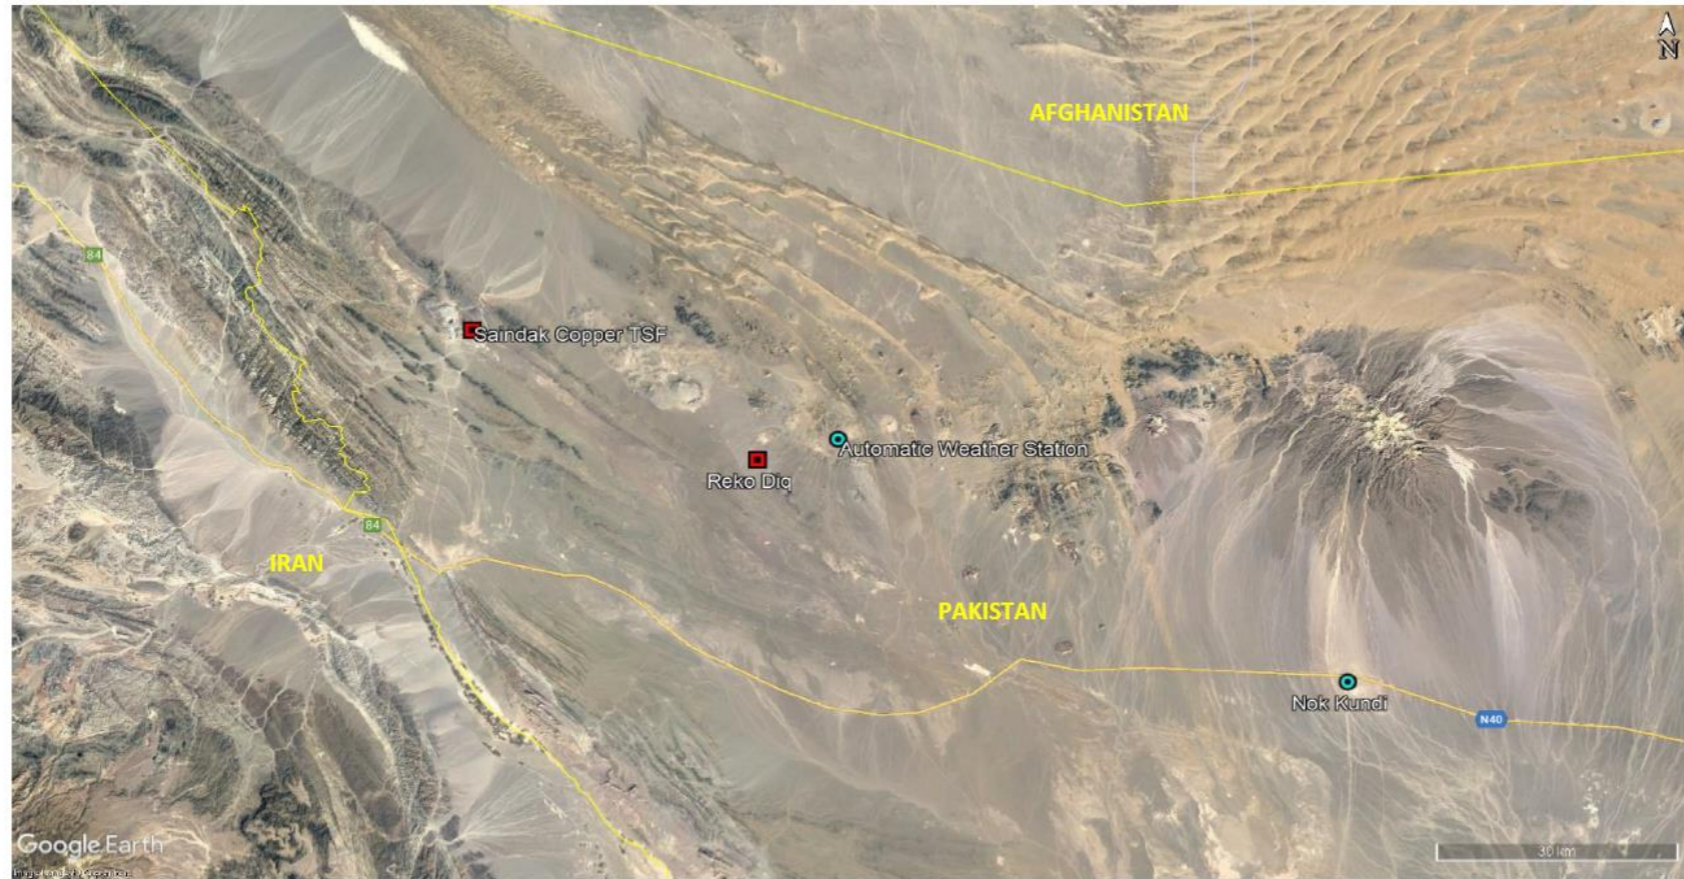 N
AFGHANISTAN
84
Saindak Copper TSF
Automatic Weather Station
Reko Diq
84
IRAN
PAKISTAN
Nok Kundi
N40
Google Earth
30 km